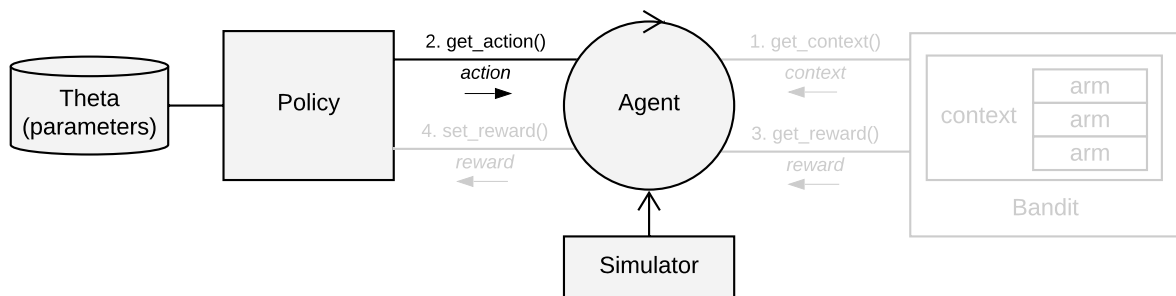 2. get_action()
action
1. get_context()
context
Theta
(parameters)
Policy
Agent
4. set_reward()
reward
3. get_reward()
reward
context
arm
arm
arm
Bandit
Simulator